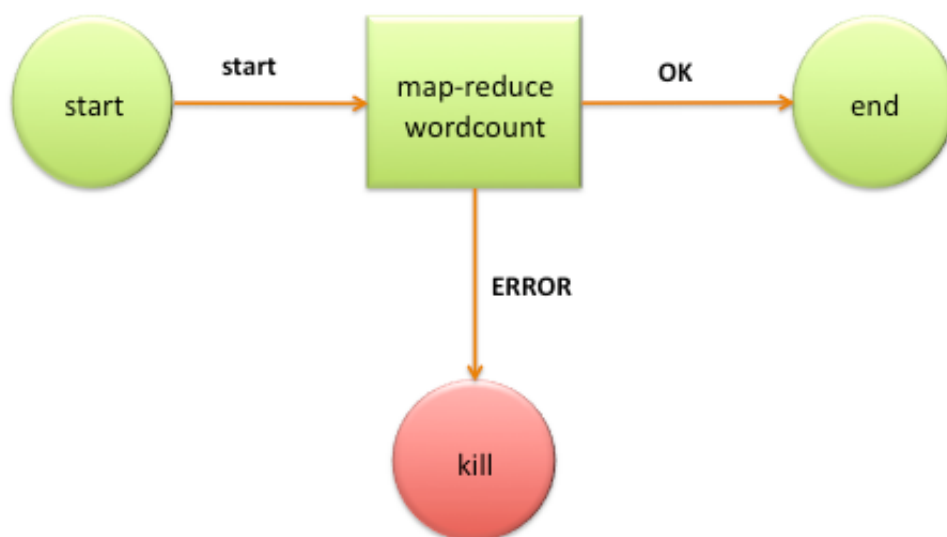 start
start
map-reduce
wordcount
OK
end
ERROR
kill